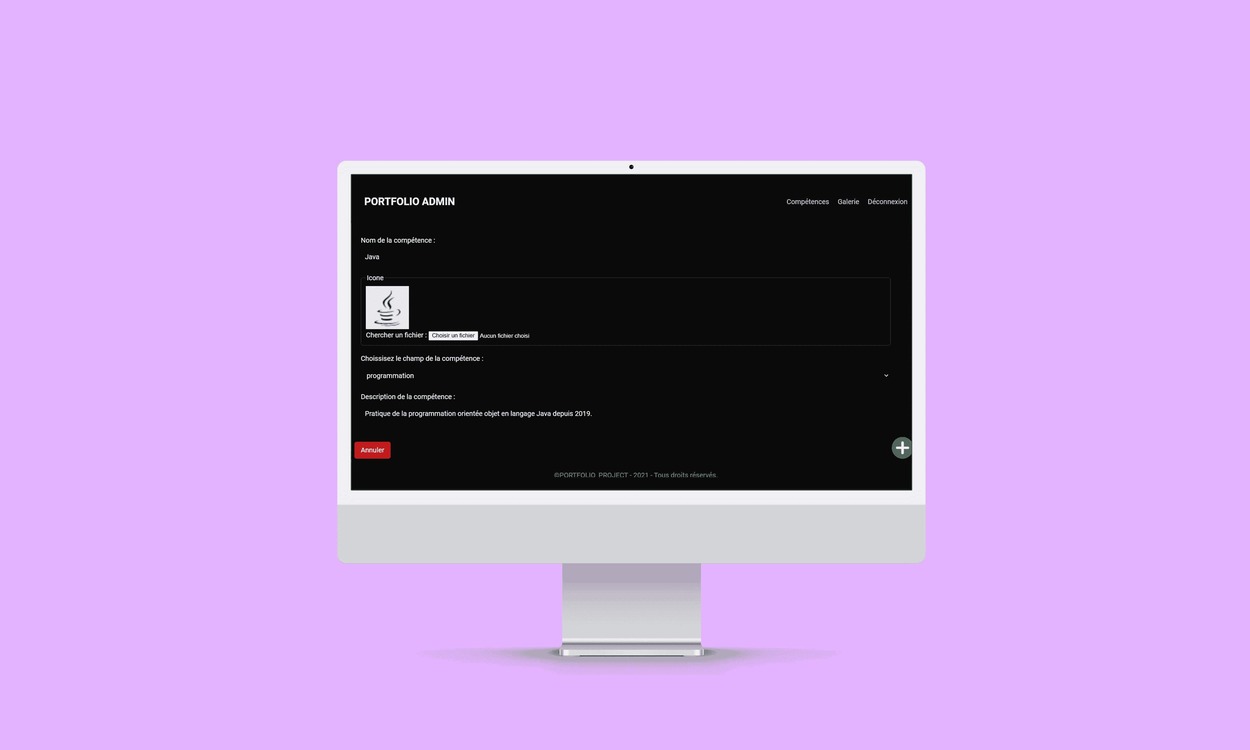 PORTFOLIO ADMIN
Compétences Galerie Déconnexion
Nom de la compétence :
Java
Icone
Chercher un fichier : Choisir un fichier Aucun fichier choisi
Choissisez le champ de la compétence :
programmation
Description de la compétence :
Pratique de la programmation orientée objet en langage Java depuis 2019.
Annuler
©PORTFOLIO_PROJECT - 2021 - Tous droits réservés.